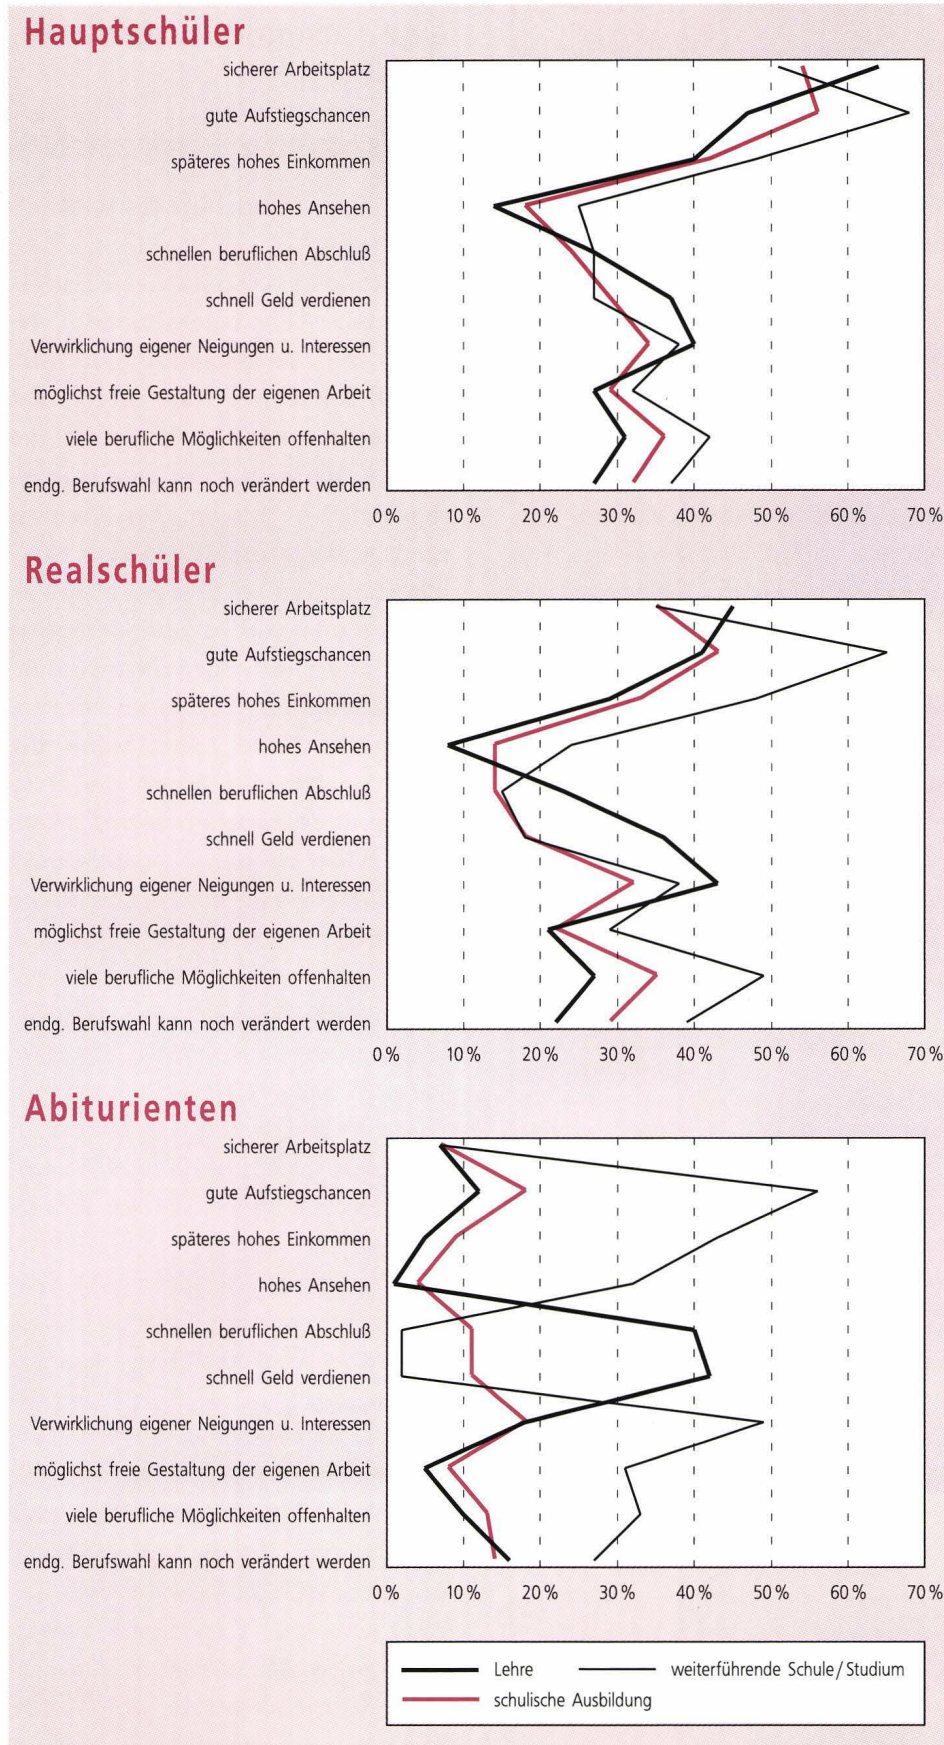 Hauptschüler
sicherer Arbeitsplatz
gute Aufstiegschancen
späteres hohes Einkommen
hohes Ansehen
schnellen beruflichen Abschluß
schnell Geld verdienen
Verwirklichung eigener Neigungen u. Interessen
möglichst freie Gestaltung der eigenen Arbeit
viele berufliche Möglichkeiten offenhalten
endg. Berufswahl kann noch verändert werden
0 % 10 % 20 % 30 % 40 % 50 % 60 % 70 %
Realschüler
sicherer Arbeitsplatz
gute Aufstiegschancen
späteres hohes Einkommen
hohes Ansehen
schnellen beruflichen Abschluß
schnell Geld verdienen
Verwirklichung eigener Neigungen u. Interessen
möglichst freie Gestaltung der eigenen Arbeit
viele berufliche Möglichkeiten offenhalten
endg. Berufswahl kann noch verändert werden
0 % 10 % 20 % 30 % 40 % 50 % 60 % 70 %
Abiturienten
sicherer Arbeitsplatz
gute Aufstiegschancen
späteres hohes Einkommen
hohes Ansehen
schnellen beruflichen Abschluß
schnell Geld verdienen
Verwirklichung eigener Neigungen u. Interessen
möglichst freie Gestaltung der eigenen Arbeit
viele berufliche Möglichkeiten offenhalten
endg. Berufswahl kann noch verändert werden
0 % 10 % 20 % 30 % 40 % 50 % 60 % 70 %
Lehre weiterführende Schule / Studium
schulische Ausbildung